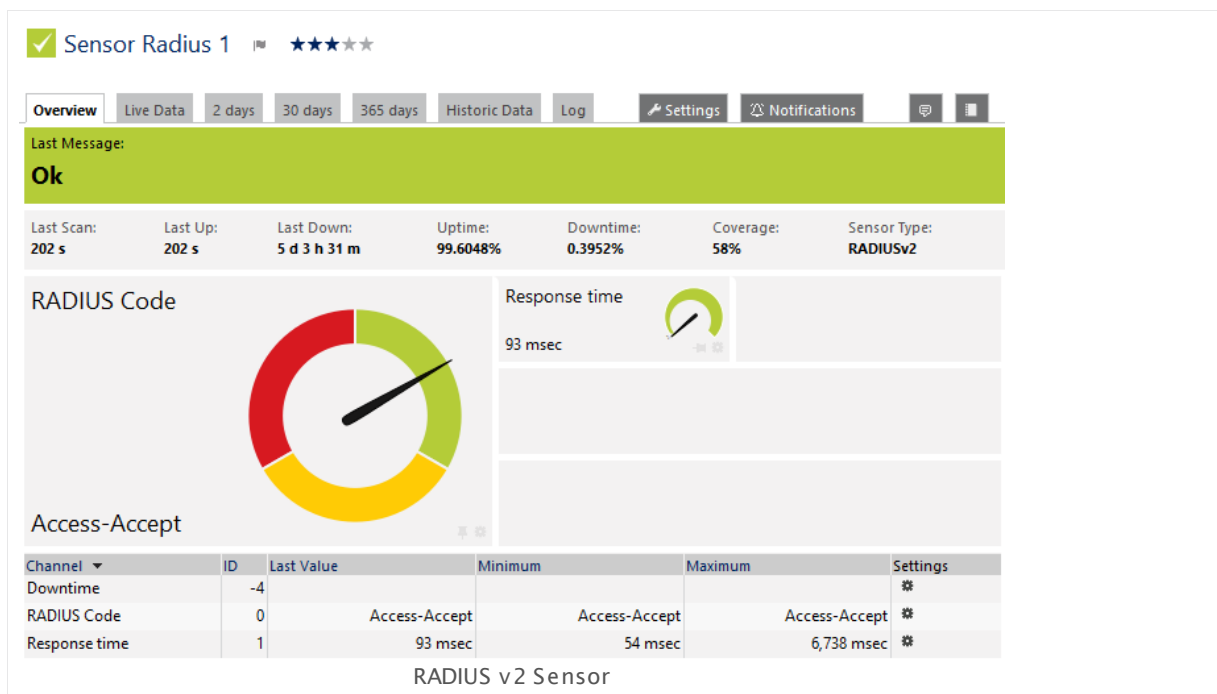 Sensor Radius 1
Overview Live Data 2 days 30 days 365 days Historic Data Log Settings Notifications
Last Message:
Ok
Last Scan: Last Up: Last Down: Uptime: Downtime: Coverage: Sensor Type:
202 s 202 s 5 d 3 h 31 m 99.6048% 0.3952% 58% RADIUSv2
RADIUS Code
Response time
93 msec
Access-Accept
Channel ID Last Value Minimum Maximum Settings
Downtime -4
RADIUS Code 0 Access-Accept Access-Accept Access-Accept
Response time 1 93 msec 54 msec 6,738 msec
RADIUS v2 Sensor